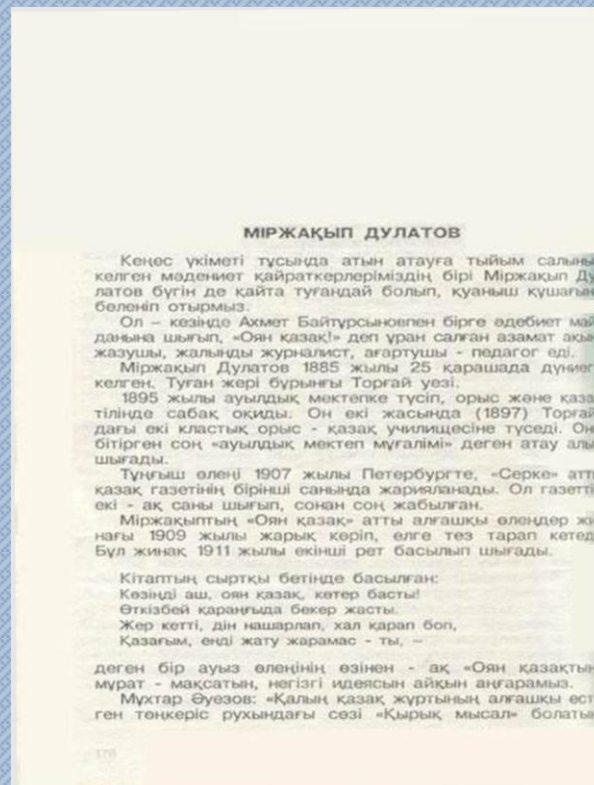 МІРЖАҚЫП ДУЛАТОВ
Кеңес үкіметі тұсында атын атауға тыйым салыны
келген мәдениет қайраткерлеріміздің бірі Міржақып Ду
латов бүгін де қайта туғандай болып, қуаныш құшағын
бөленіп отырмыз.
Ол – кезінде Ахмет Байтұрсыновпен бірге әдебиет май
данына шығып, «Оян қазақ!» деп ұран салған азамат ақын
жазушы, жалынды журналист, ағартушы - педагог еді.
Міржақып Дулатов 1885 жылы 25 қарашада дүниег
келген. Туған жері бұрынғы Торғай уезі.
1895 жылы ауылдық мектепке түсіп, орыс және қаза
тілінде сабақ оқиды. Он екі жасында (1897) Торғай
дағы екі кластық орыс - қазақ училищесіне түседі. Он
бітірген соң «ауылдық мектеп мұғалімі» деген атау алы
шығады.
Тұңғыш өлеңі 1907 жылы Петербургте, «Серке» атт
қазақ газетінің бірінші санында жарияланады. Ол газетті
екі - ақ саны шығып, сонан соң жабылған.
Міржақыптың «Оян қазақ» атты алғашқы өлеңдер жи
нағы 1909 жылы жарық көріп, елге тез тарап кетед
Бұл жинақ 1911 жылы екінші рет басылып шығады.
Кітаптың сыртқы бетінде басылған:
Көзіңді аш, оян қазақ, көтер басты!
Өткізбей қараңғыда бекер жасты.
Жер кетті, дін нашарлап, хал қарап боп,
Қазағым, енді жату жарамас - ты, –
деген бір ауыз өлеңінің өзінен - ақ «Оян қазақтың
мұрат - мақсатын, негізгі идеясын айқын аңғарамыз.
Мұхтар Әуезов: «Қалың қазақ жұртының алғашқы ест
ген төңкеріс рухындағы сөзі «Қырық мысал» болатын